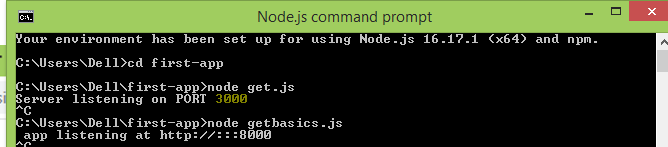 Node.js command prompt
Your environment has been set up for using Node.js 16.17.1 (x64) and npm.
C:\Users\Dell>cd first-app
C:\Users\Dell\first-app>node get.js
Server listening on PORT 3000
^C
C:\Users\Dell\first-app>node getbasics.js
app listening at http://:::8000
^C